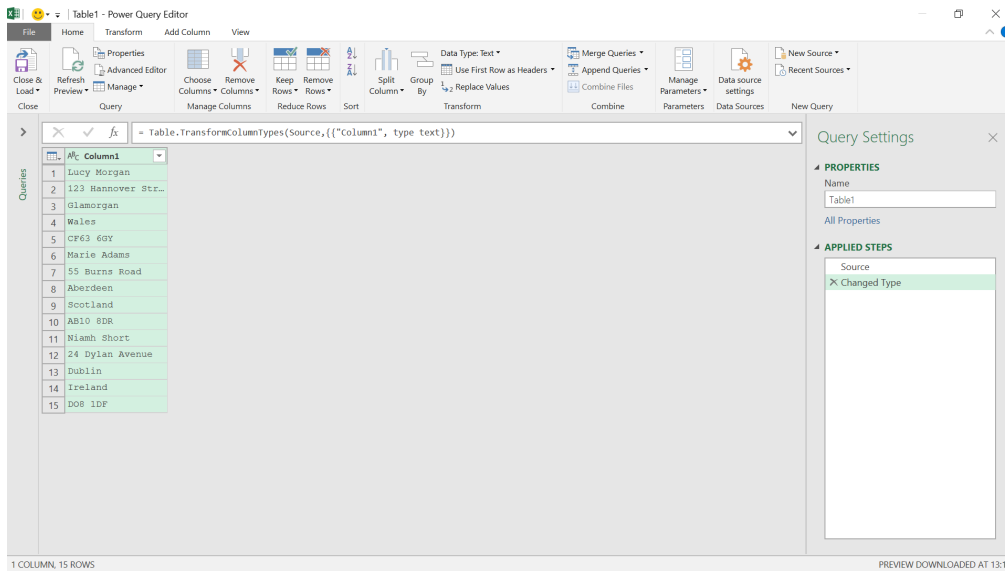 Table1 - Power Query Editor
File Home Transform Add Column View
Close & Load
Close
Refresh Preview
Properties
Advanced Editor
Manage
Query
Choose Columns
Remove Columns
Manage Columns
Keep Rows
Remove Rows
Reduce Rows
Sort
Split Column
Group By
Data Type: Text
Use First Row as Headers
Replace Values
Transform
Merge Queries
Append Queries
Combine Files
Combine
Manage Parameters
Parameters
Data source settings
Data Sources
New Source
Recent Sources
New Query
fx = Table.TransformColumnTypes(Source,{{"Column1", type text}})
Queries
ABC Column1
1 Lucy Morgan
2 123 Hannover Str...
3 Glamorgan
4 Wales
5 CF63 6GY
6 Marie Adams
7 55 Burns Road
8 Aberdeen
9 Scotland
10 AB10 8DR
11 Niamh Short
12 24 Dylan Avenue
13 Dublin
14 Ireland
15 DO8 1DF
Query Settings
PROPERTIES
Name
Table1
All Properties
APPLIED STEPS
Source
Changed Type
1 COLUMN, 15 ROWS
PREVIEW DOWNLOADED AT 13:1